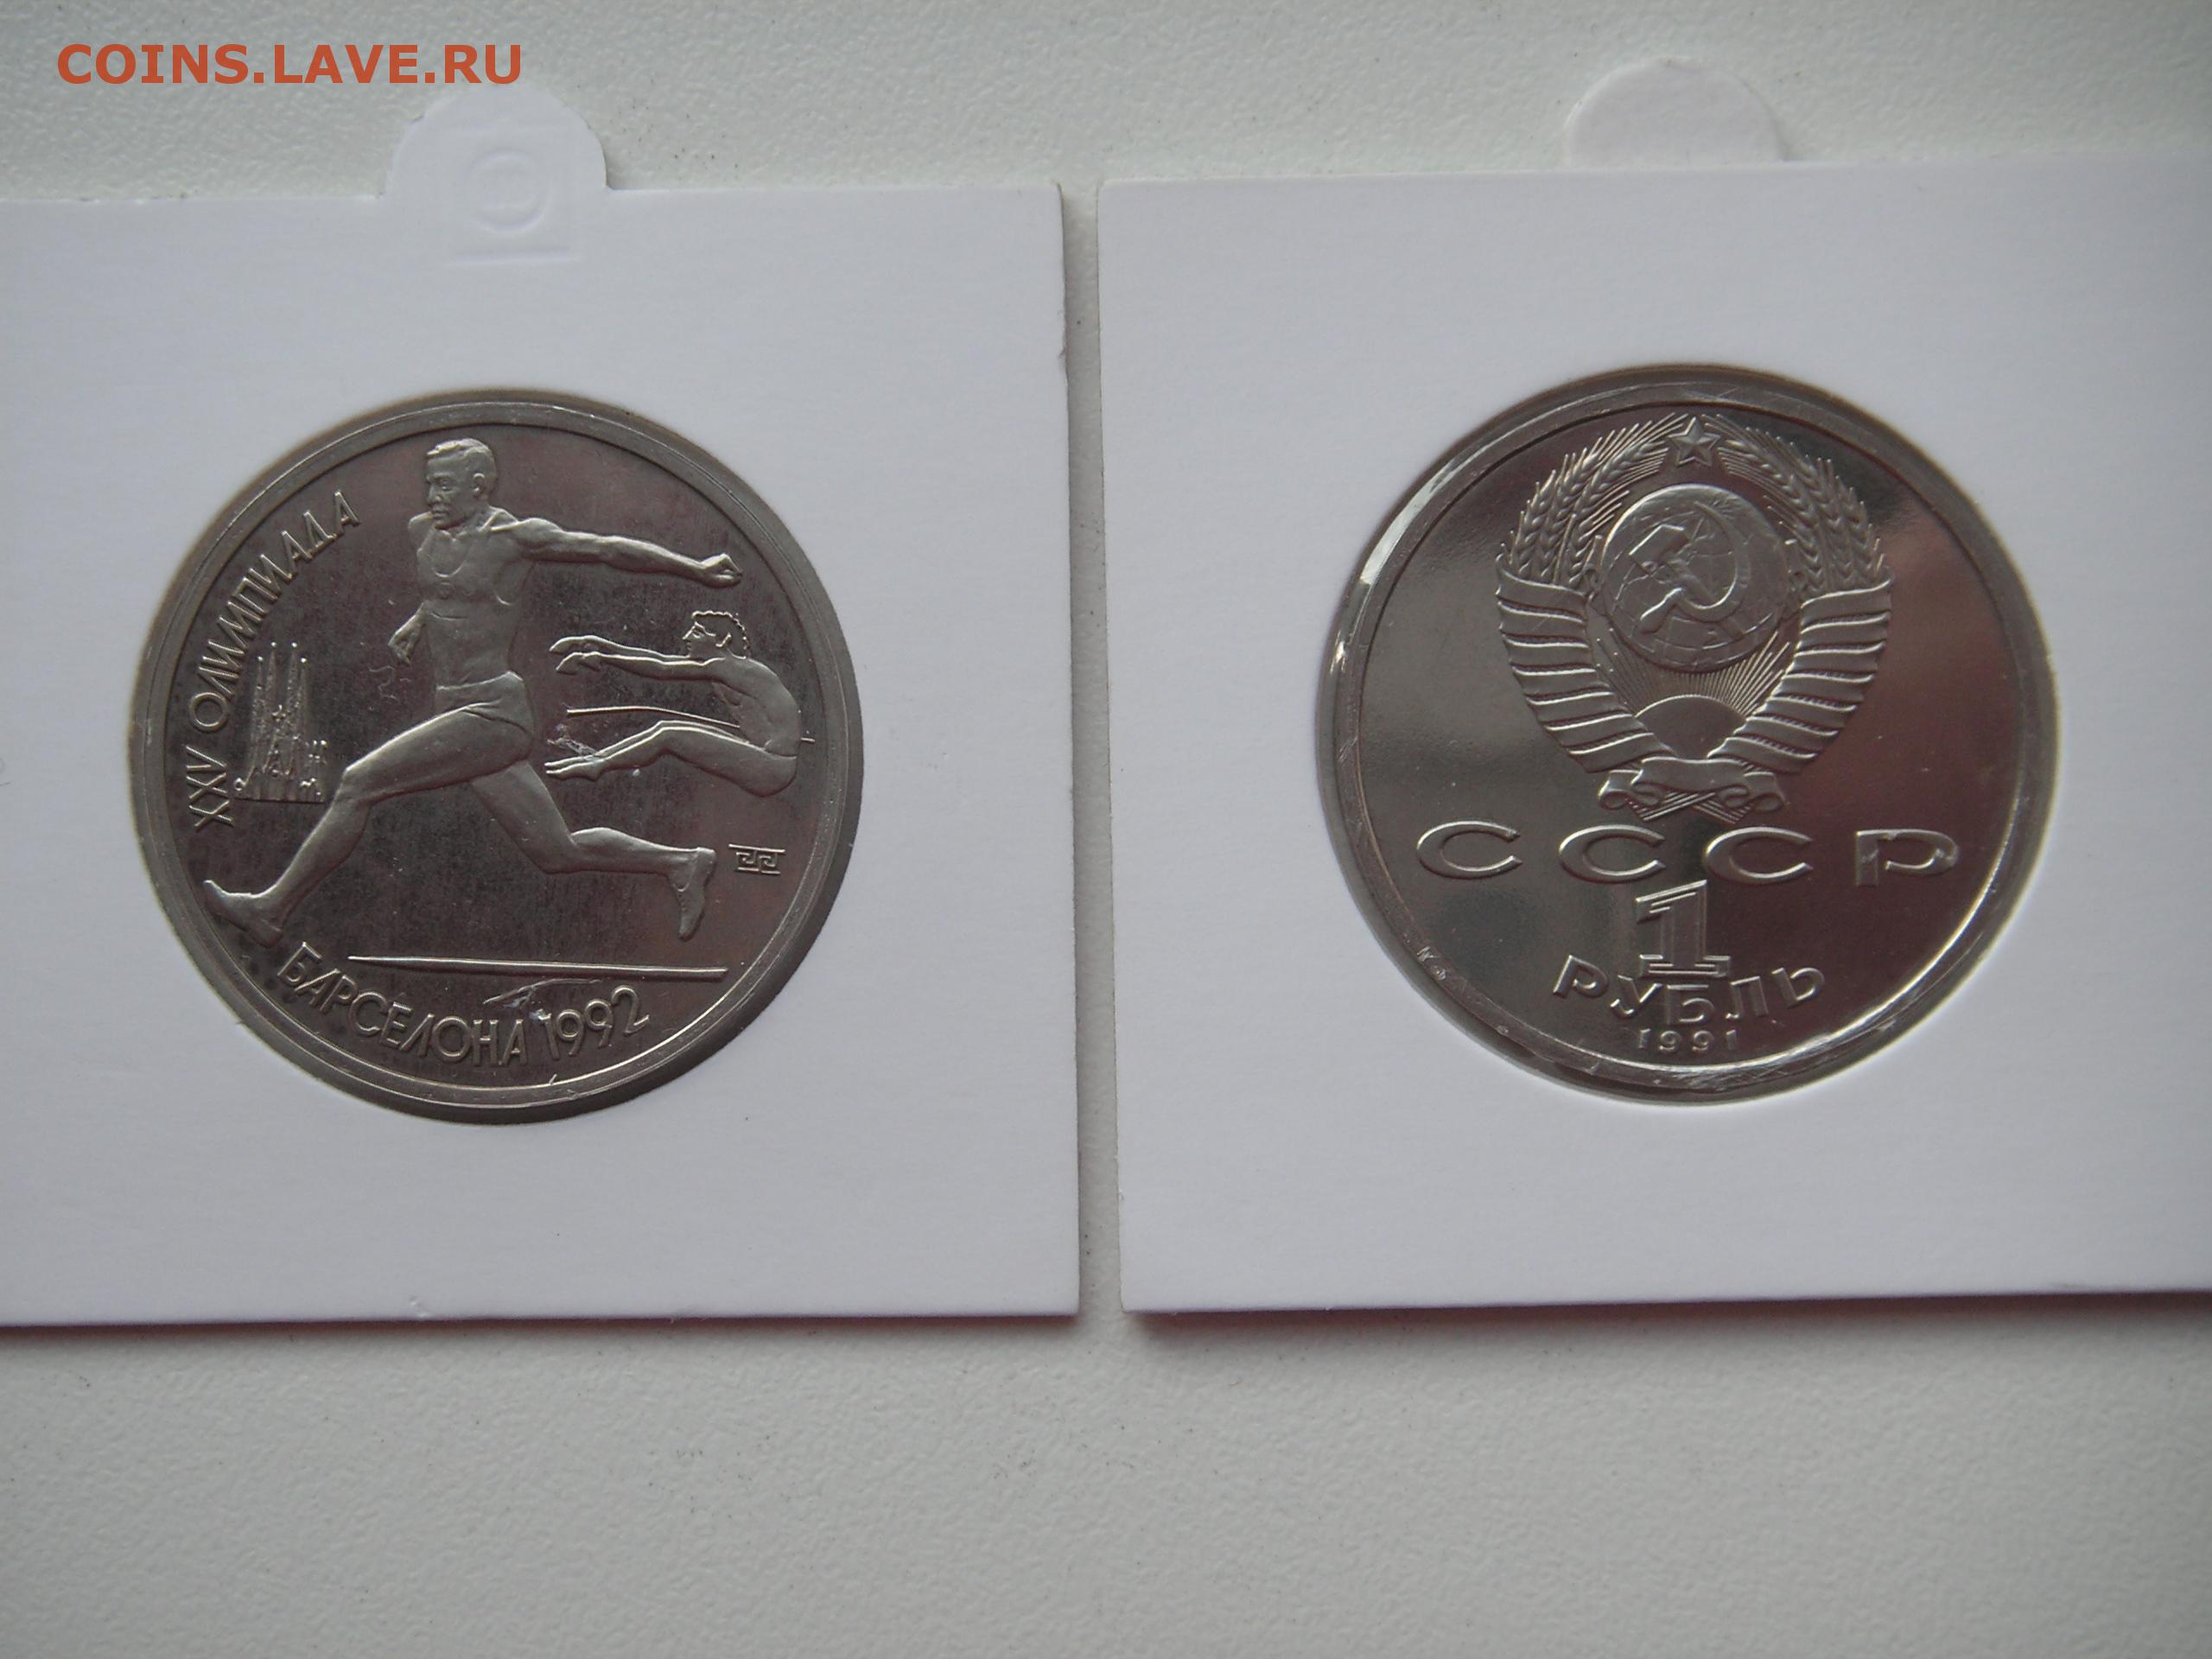 COINS.LAVE.RU
XXV ОЛИМПИАДА
БАРСЕЛОНА 1992
СССР
1
РУБЛЬ
1991